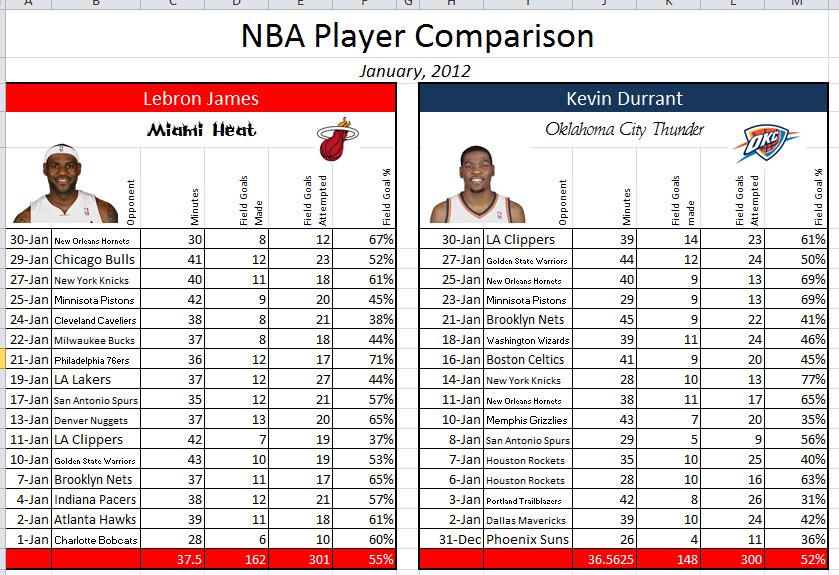 A B C D E F G H I J K L M
NBA Player Comparison
January, 2012
Lebron James
Kevin Durrant
Miami Heat
Oklahoma City Thunder
OKC
Opponent Minutes Field Goals Made Field Goals Attempted Field Goal %
Opponent Minutes Field Goals made Field Goals Attempted Field Goal %
30-Jan New Orleans Hornets 30 8 12 67% 30-Jan LA Clippers 39 14 23 61%
29-Jan Chicago Bulls 41 12 23 52% 27-Jan Golden State Warriors 44 12 24 50%
27-Jan New York Knicks 40 11 18 61% 25-Jan New Orleans Hornets 40 9 13 69%
25-Jan Minnisota Pistons 42 9 20 45% 23-Jan Minnisota Pistons 29 9 13 69%
24-Jan Cleveland Caveliers 38 8 21 38% 21-Jan Brooklyn Nets 45 9 22 41%
22-Jan Milwaukee Bucks 37 8 18 44% 18-Jan Washington Wizards 39 11 24 46%
21-Jan Philadelphia 76ers 36 12 17 71% 16-Jan Boston Celtics 41 9 20 45%
19-Jan LA Lakers 37 12 27 44% 14-Jan New York Knicks 28 10 13 77%
17-Jan San Antonio Spurs 35 12 21 57% 11-Jan New Orleans Hornets 38 11 17 65%
13-Jan Denver Nuggets 37 13 20 65% 10-Jan Memphis Grizzlies 43 7 20 35%
11-Jan LA Clippers 42 7 19 37% 8-Jan San Antonio Spurs 29 5 9 56%
10-Jan Golden State Warriors 43 10 19 53% 7-Jan Houston Rockets 35 10 25 40%
7-Jan Brooklyn Nets 37 11 17 65% 6-Jan Houston Rockets 28 10 16 63%
4-Jan Indiana Pacers 38 12 21 57% 3-Jan Portland Trailblazers 42 8 26 31%
2-Jan Atlanta Hawks 39 11 18 61% 2-Jan Dallas Mavericks 39 10 24 42%
1-Jan Charlotte Bobcats 28 6 10 60% 31-Dec Phoenix Suns 26 4 11 36%
37.5 162 301 55% 36.5625 148 300 52%